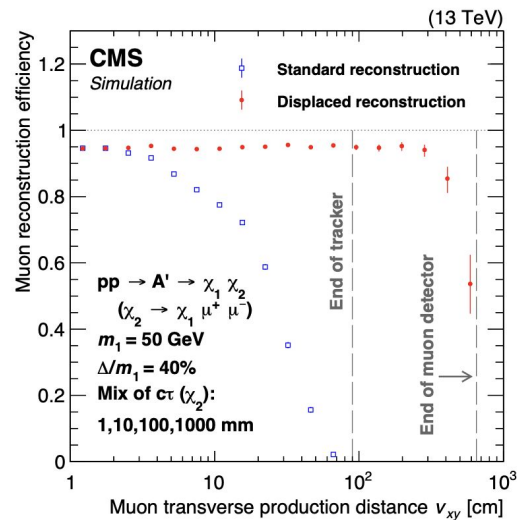 (13 TeV)
CMS
Simulation
Standard reconstruction
Displaced reconstruction
Muon reconstruction efficiency
1.2
1
0.8
0.6
0.4
0.2
0
pp → A' → χ₁ χ₂
(χ₂ → χ₁ μ⁺ μ⁻)
m₁ = 50 GeV
Δ/m₁ = 40%
Mix of cτ (χ₂):
1,10,100,1000 mm
End of tracker
End of muon detector
1
10
10²
10³
Muon transverse production distance vxy [cm]